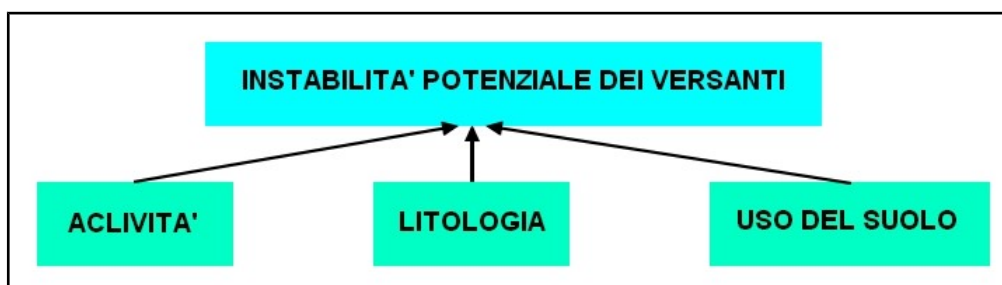 INSTABILITA' POTENZIALE DEI VERSANTI
ACLIVITA'
LITOLOGIA
USO DEL SUOLO